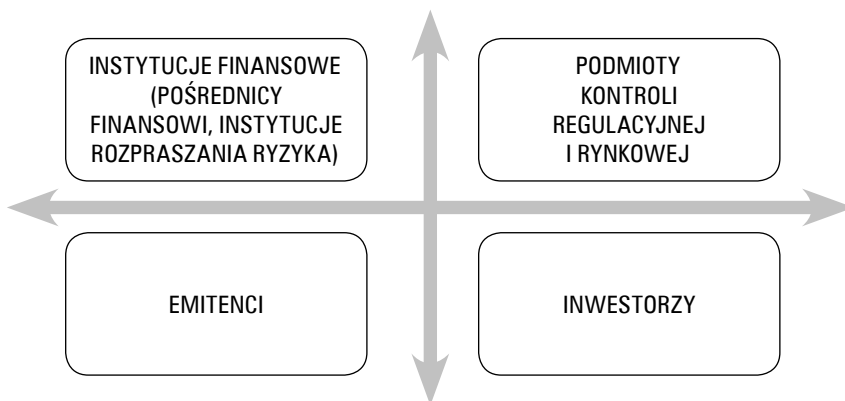 INSTYTUCJE FINANSOWE
(POŚREDNICY
FINANSOWI, INSTYTUCJE
ROZPRASZANIA RYZYKA)
PODMIOTY
KONTROLI
REGULACYJNEJ
I RYNKOWEJ
EMITENCI
INWESTORZY